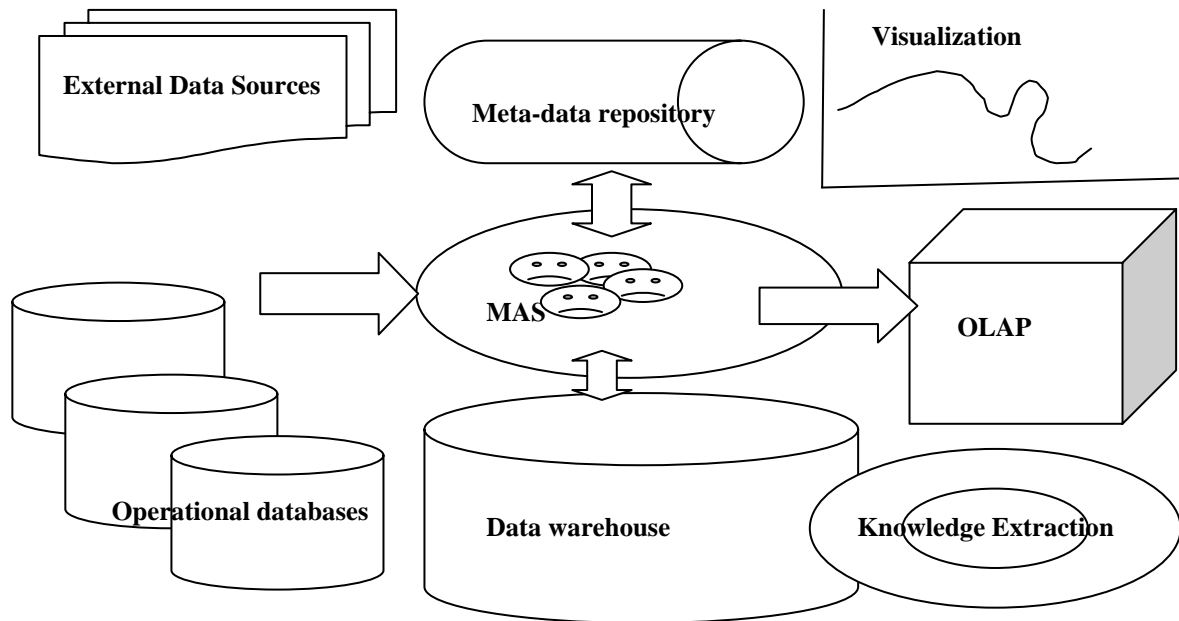 External Data Sources
Meta-data repository
Visualization
MAS
OLAP
Operational databases
Data warehouse
Knowledge Extraction